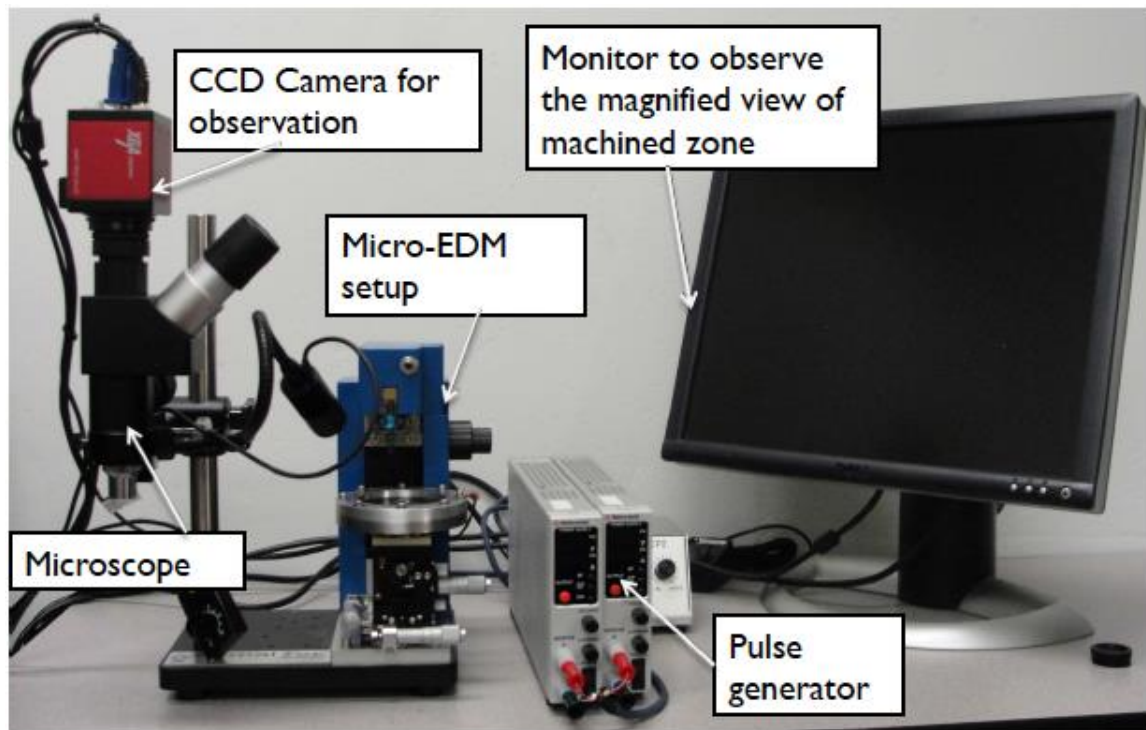 CCD Camera for
observation
Monitor to observe
the magnified view of
machined zone
Micro-EDM
setup
Microscope
Pulse
generator